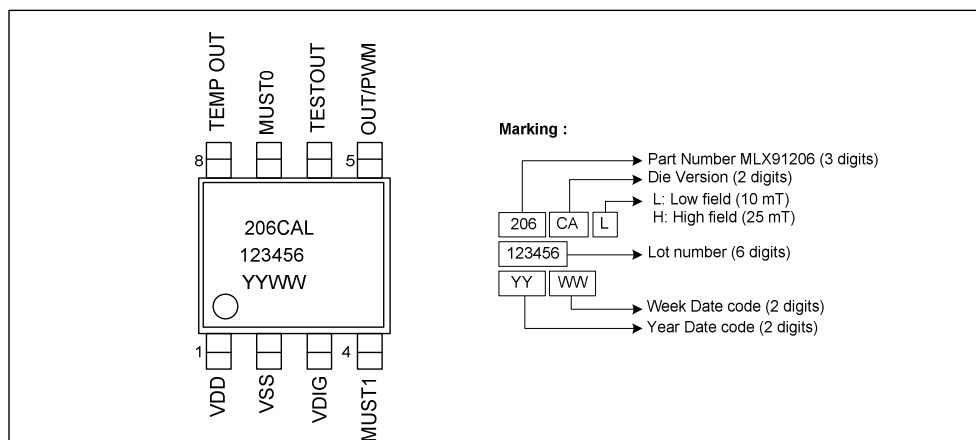 TEMP OUT
MUST0
TESTOUT
OUT/PWM
8
5
206CAL
123456
YYWW
1
4
VDD
VSS
VDIG
MUST1
Marking :
Part Number MLX91206 (3 digits)
Die Version (2 digits)
L: Low field (10 mT)
H: High field (25 mT)
206 CA L
123456
Lot number (6 digits)
YY WW
Week Date code (2 digits)
Year Date code (2 digits)